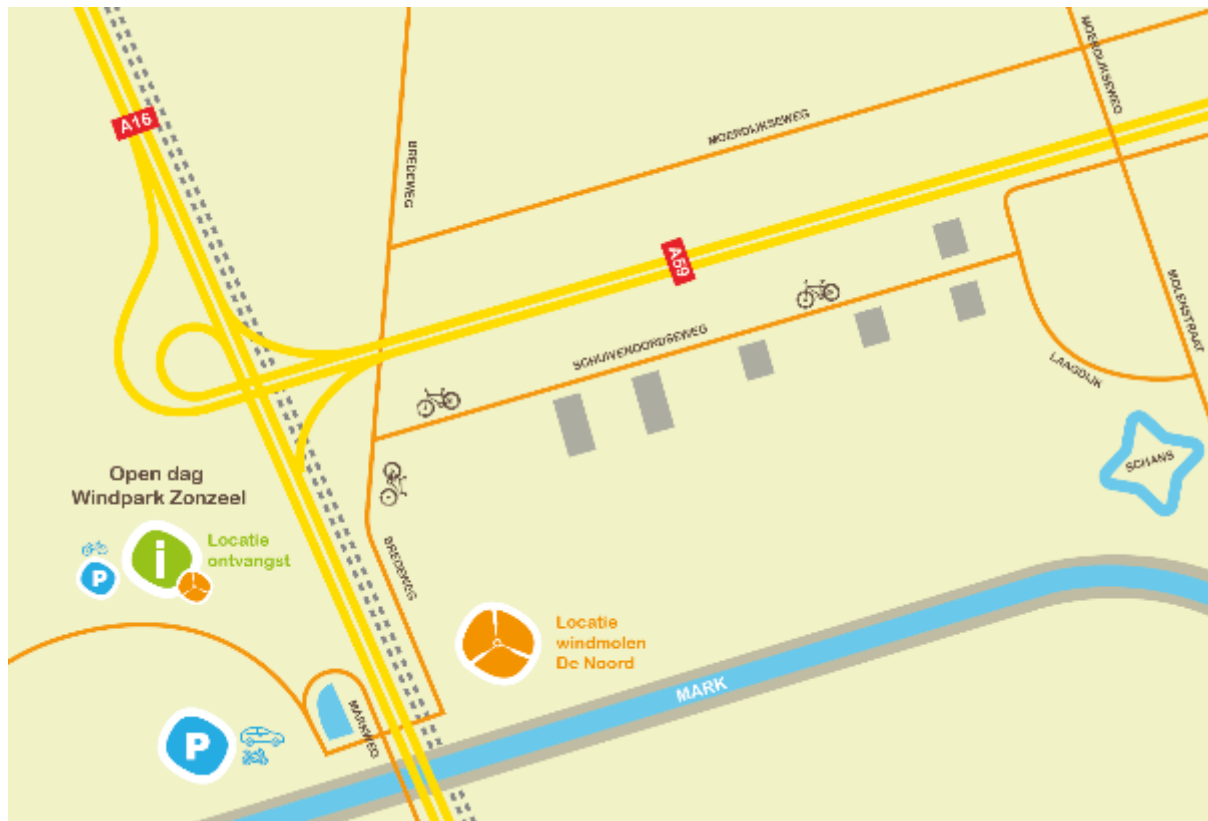 MOERDIJKSEWEG
A16
MOERDIJKSEWEG
BREDEWEG
A59
MOLENSTRAAT
SCHUIVENOORDSEWEG
LAAGDIJK
SCHANS
Open dag
Windpark Zonzeel
Locatie
ontvangst
i
P
BREDEWEG
Locatie
windmolen
De Noord
MARK
MARKWEG
P